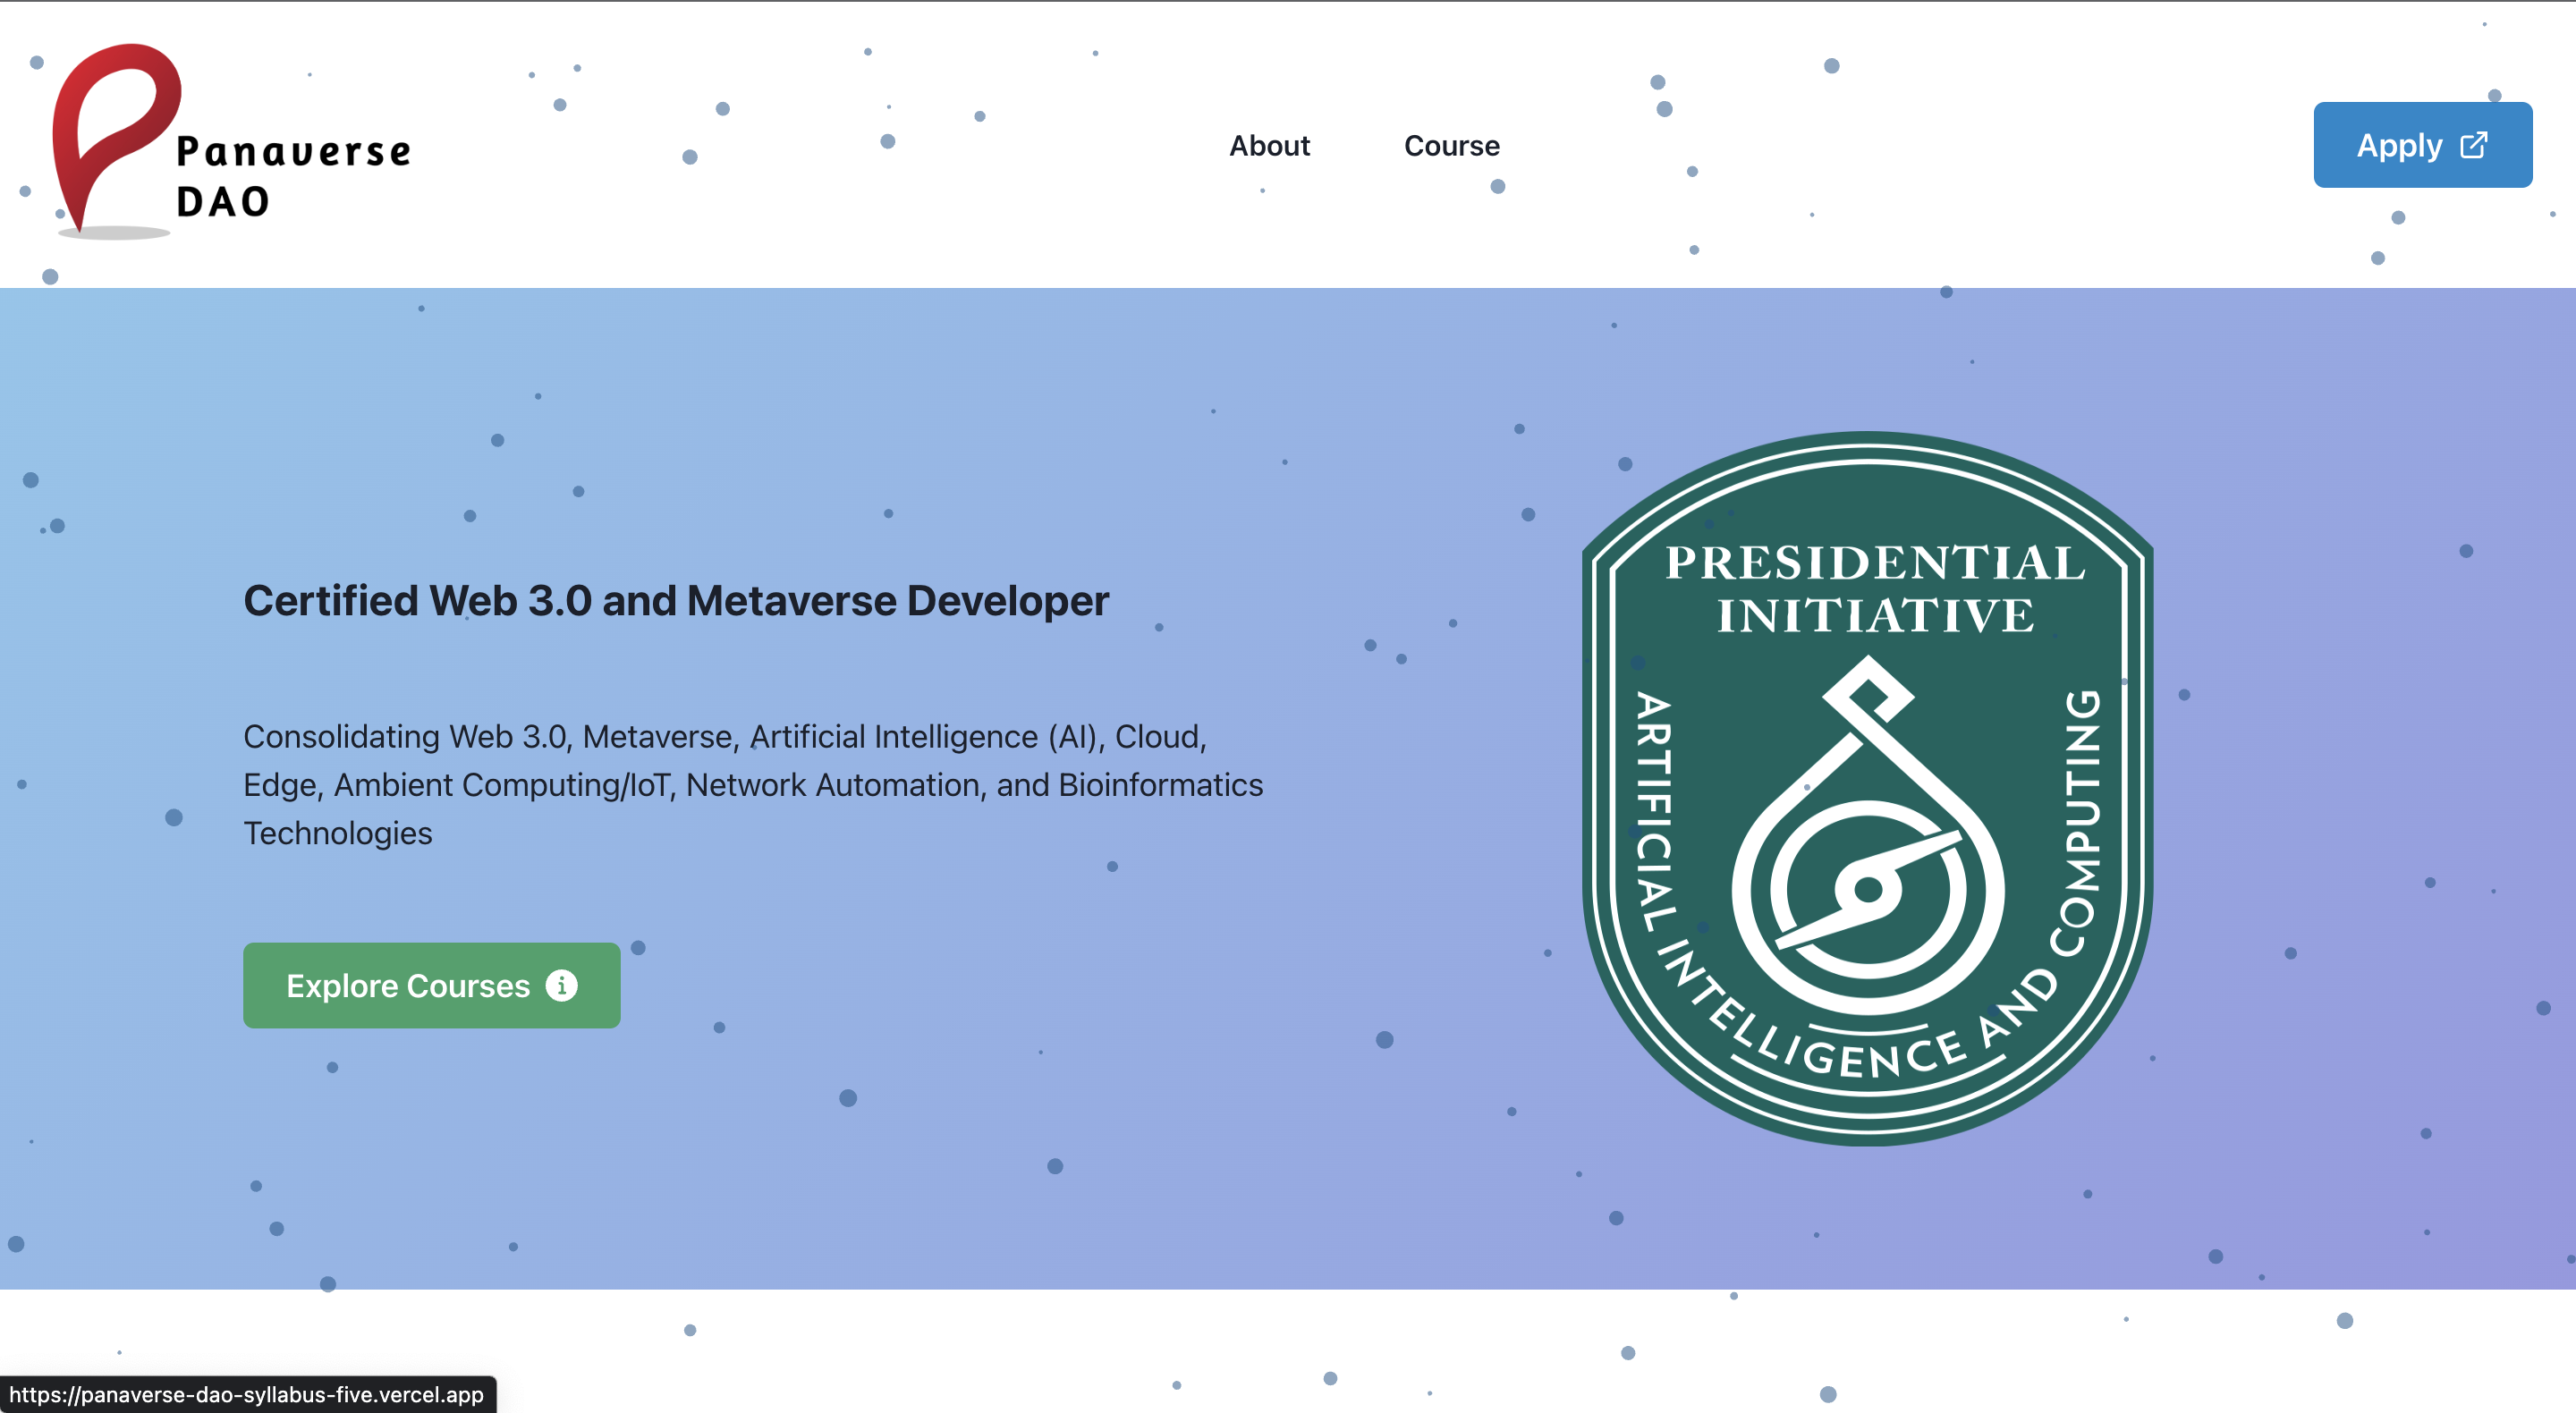 Panaverse
DAO
About
Course
Apply
Certified Web 3.0 and Metaverse Developer
Consolidating Web 3.0, Metaverse, Artificial Intelligence (AI), Cloud,
Edge, Ambient Computing/IoT, Network Automation, and Bioinformatics
Technologies
Explore Courses
PRESIDENTIAL
INITIATIVE
ARTIFICIAL INTELLIGENCE AND COMPUTING
https://panaverse-dao-syllabus-five.vercel.app